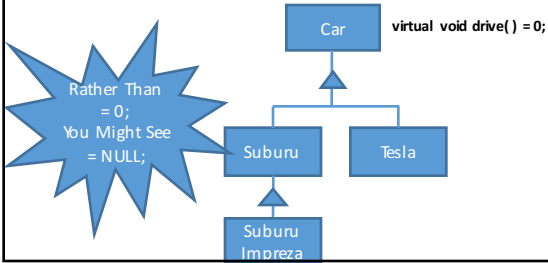 Car
virtual void drive( ) = 0;
Rather Than
= 0;
You Might See
= NULL;
Suburu
Tesla
Suburu
Impreza